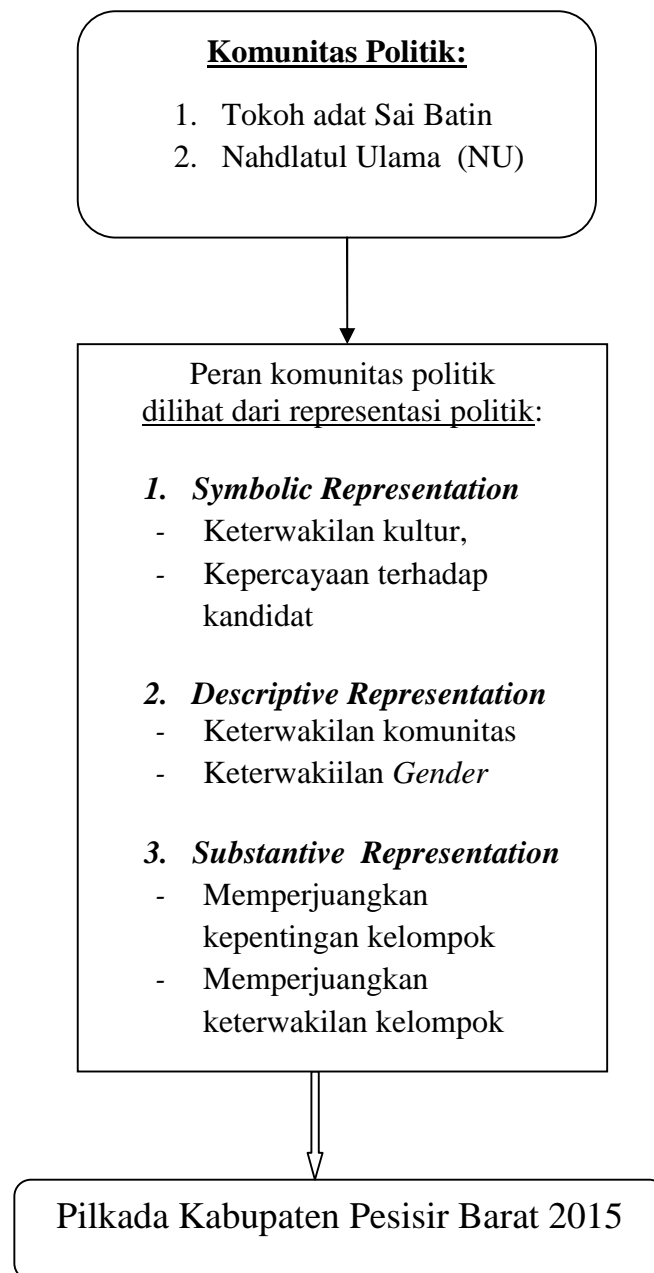 Komunitas Politik:
1. Tokoh adat Sai Batin
2. Nahdlatul Ulama (NU)
Peran komunitas politik
dilihat dari representasi politik:
1. Symbolic Representation
- Keterwakilan kultur,
- Kepercayaan terhadap
kandidat
2. Descriptive Representation
- Keterwakilan komunitas
- Keterwakiilan Gender
3. Substantive Representation
- Memperjuangkan
kepentingan kelompok
- Memperjuangkan
keterwakilan kelompok
Pilkada Kabupaten Pesisir Barat 2015